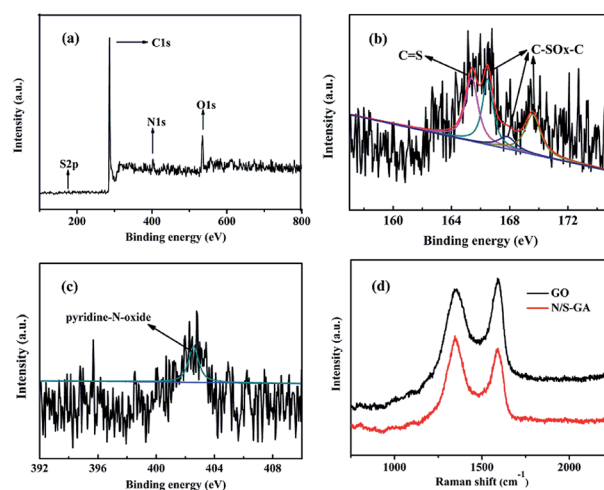 (a)
C1s
N1s
O1s
S2p
Intensity (a.u.)
200 400 600 800
Binding energy (eV)
(b)
C=S
C-SOx-C
Intensity (a.u.)
160 164 168 172
Binding energy (eV)
(c)
pyridine-N-oxide
Intensity (a.u.)
392 396 400 404 408
Binding energy (eV)
(d)
GO
N/S-GA
Intensity (a.u.)
1000 1500 2000
Raman shift (cm-1)